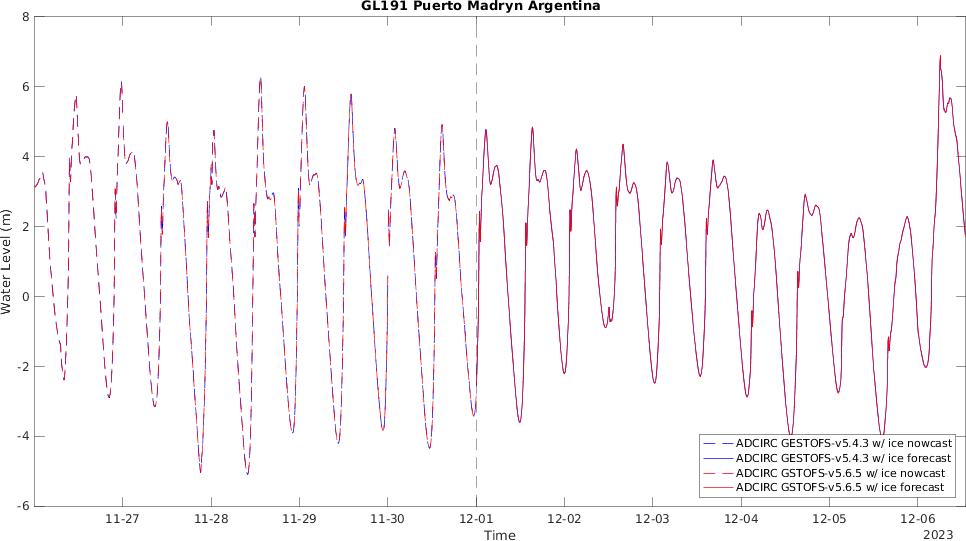 GL191 Puerto Madryn Argentina
8
6
4
2
0
-2
-4
-6
Water Level (m)
11-27
11-28
11-29
11-30
12-01
12-02
12-03
12-04
12-05
12-06
Time
2023
ADCIRC GESTOFS-v5.4.3 w/ ice nowcast
ADCIRC GESTOFS-v5.4.3 w/ ice forecast
ADCIRC GSTOFS-v5.6.5 w/ ice nowcast
ADCIRC GSTOFS-v5.6.5 w/ ice forecast